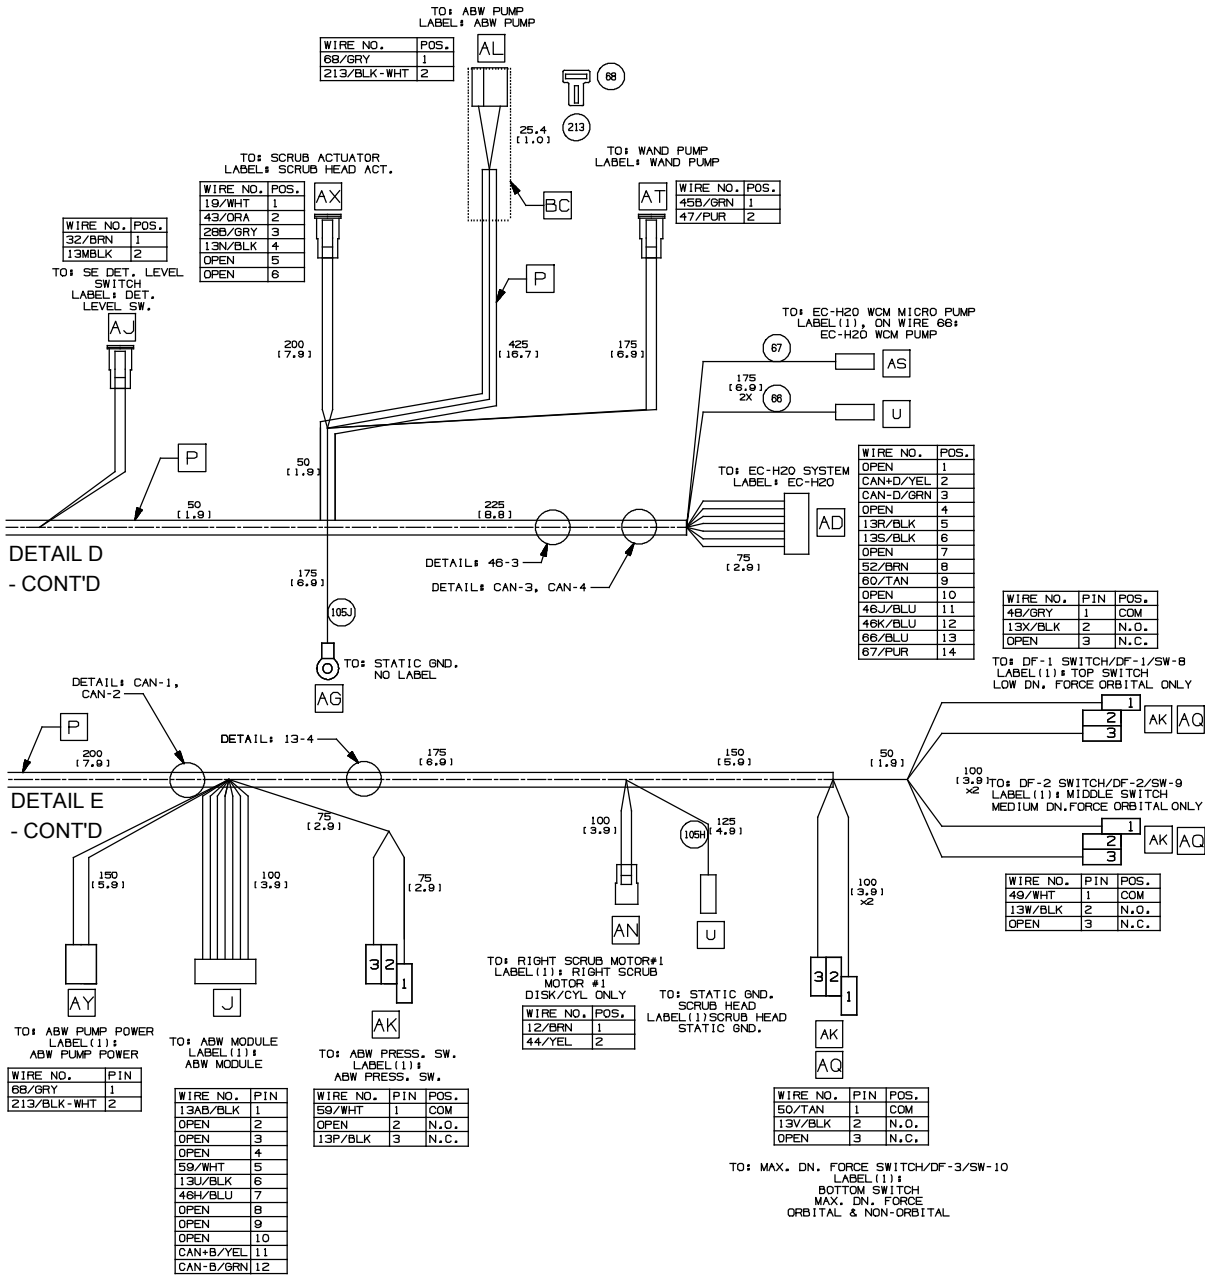 TO: ABW PUMP
LABEL: ABW PUMP
WIRE NO. POS.
68/GRY 1
213/BLK-WHT 2
AL
68
213
25.4
[1.0]
BC
TO: SCRUB ACTUATOR
LABEL: SCRUB HEAD ACT.
WIRE NO. POS.
19/WHT 1
43/ORA 2
28B/GRY 3
13N/BLK 4
OPEN 5
OPEN 6
AX
TO: WAND PUMP
LABEL: WAND PUMP
AT
WIRE NO. POS.
45B/GRN 1
47/PUR 2
WIRE NO. POS.
32/BRN 1
13MBLK 2
TO: SE DET. LEVEL
SWITCH
LABEL: DET.
LEVEL SW.
AJ
P
200
[7.9]
425
[16.7]
175
[6.9]
TO: EC-H2O WCM MICRO PUMP
LABEL(1), ON WIRE 66:
EC-H2O WCM PUMP
67
AS
175
[6.9]
2X
66
U
P
50
[1.9]
50
[1.9]
225
[8.8]
TO: EC-H2O SYSTEM
LABEL: EC-H2O
AD
75
[2.9]
WIRE NO. POS.
OPEN 1
CAN+D/YEL 2
CAN-D/GRN 3
OPEN 4
13R/BLK 5
13S/BLK 6
OPEN 7
52/BRN 8
60/TAN 9
OPEN 10
46J/BLU 11
46K/BLU 12
66/BLU 13
67/PUR 14
DETAIL D
- CONT'D
DETAIL: 46-3
DETAIL: CAN-3, CAN-4
175
[6.9]
105J
TO: STATIC GND.
NO LABEL
AG
WIRE NO. PIN POS.
48/GRY 1 COM
13X/BLK 2 N.O.
OPEN 3 N.C.
TO: DF-1 SWITCH/DF-1/SW-8
LABEL(1): TOP SWITCH
LOW DN. FORCE ORBITAL ONLY
1
2
3
AK AQ
DETAIL: CAN-1,
CAN-2
P
200
[7.9]
DETAIL: 13-4
175
[6.9]
150
[5.9]
50
[1.9]
100
[3.9]
x2
TO: DF-2 SWITCH/DF-2/SW-9
LABEL(1): MIDDLE SWITCH
MEDIUM DN.FORCE ORBITAL ONLY
1
2
3
AK AQ
WIRE NO. PIN POS.
49/WHT 1 COM
13W/BLK 2 N.O.
OPEN 3 N.C.
DETAIL E
- CONT'D
75
[2.9]
150
[5.9]
100
[3.9]
75
[2.9]
100
[3.9]
105H
125
[4.9]
100
[3.9]
x2
AY
TO: ABW PUMP POWER
LABEL(1):
ABW PUMP POWER
WIRE NO. PIN
68/GRY 1
213/BLK-WHT 2
J
TO: ABW MODULE
LABEL(1):
ABW MODULE
WIRE NO. PIN
13AB/BLK 1
OPEN 2
OPEN 3
OPEN 4
59/WHT 5
13U/BLK 6
46H/BLU 7
OPEN 8
OPEN 9
OPEN 10
CAN+B/YEL 11
CAN-B/GRN 12
3 2
1
AK
TO: ABW PRESS. SW.
LABEL(1):
ABW PRESS. SW.
WIRE NO. PIN POS.
59/WHT 1 COM
OPEN 2 N.O.
13P/BLK 3 N.C.
AN
TO: RIGHT SCRUB MOTOR#1
LABEL(1): RIGHT SCRUB
MOTOR #1
DISK/CYL ONLY
WIRE NO. POS.
12/BRN 1
44/YEL 2
U
TO: STATIC GND.
SCRUB HEAD
LABEL(1)SCRUB HEAD
STATIC GND.
3 2
1
AK
AQ
WIRE NO. PIN POS.
50/TAN 1 COM
13V/BLK 2 N.O.
OPEN 3 N.C.
TO: MAX. DN. FORCE SWITCH/DF-3/SW-10
LABEL(1):
BOTTOM SWITCH
MAX. DN. FORCE
ORBITAL & NON-ORBITAL